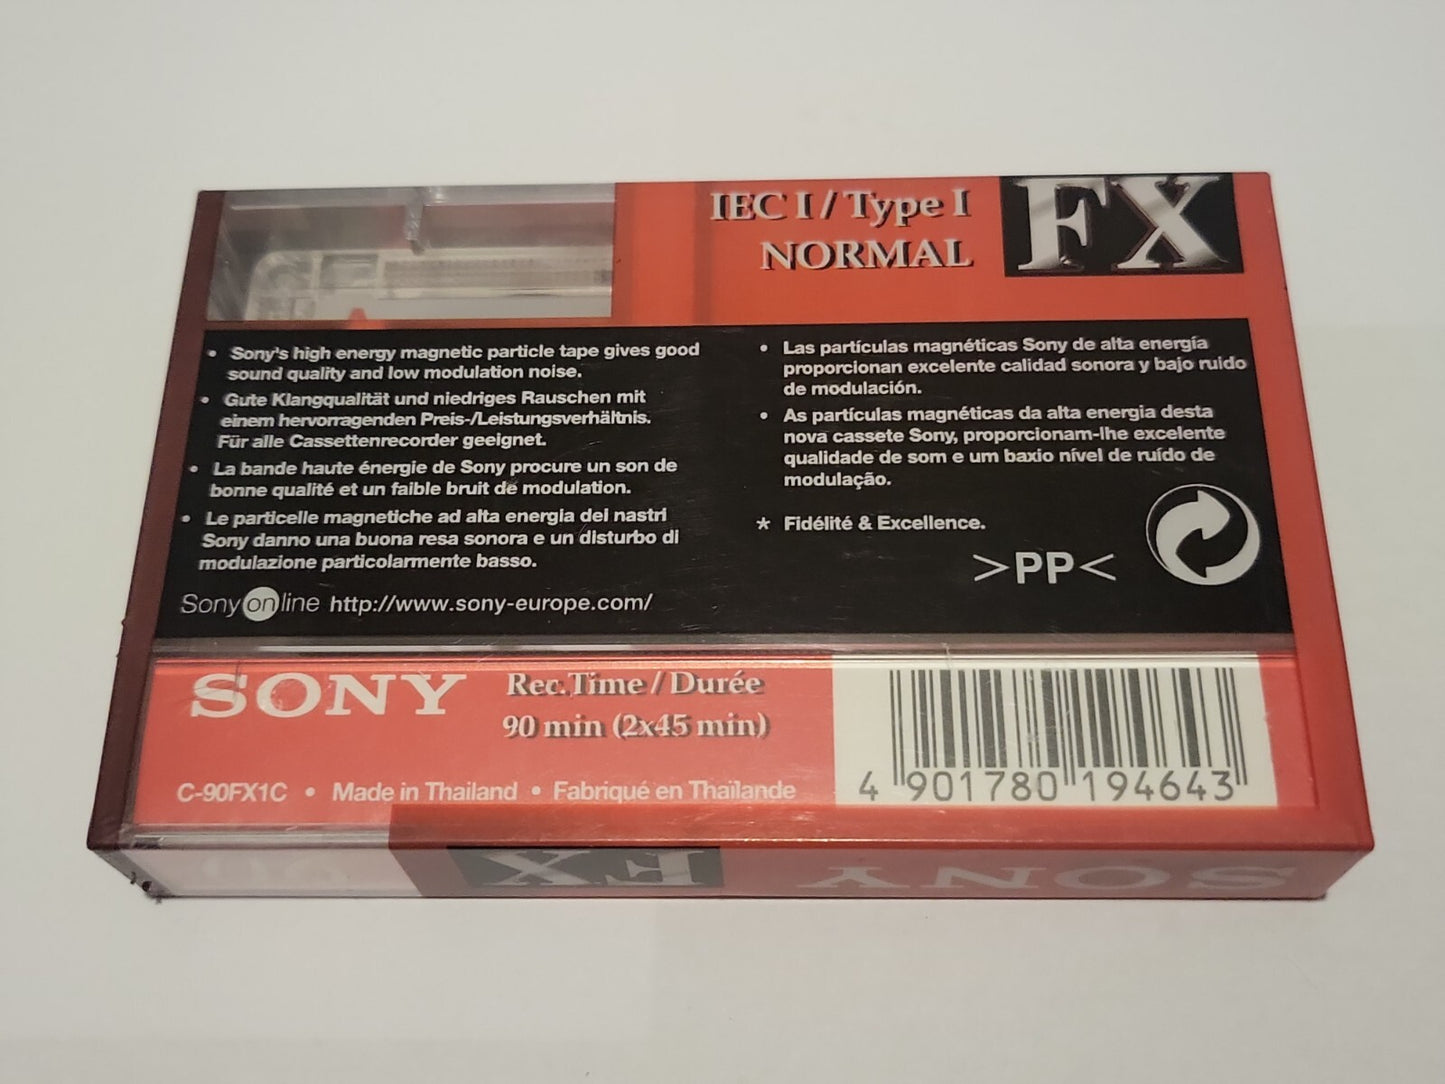 IEC I / Type I
NORMAL
FX
• Sony's high energy magnetic particle tape gives good
sound quality and low modulation noise.
• Gute Klangqualität und niedriges Rauschen mit
einem hervorragenden Preis-/Leistungsverhältnis.
Für alle Cassettenrecorder geeignet.
• La bande haute énergie de Sony procure un son de
bonne qualité et un faible bruit de modulation.
• Le particelle magnetiche ad alta energia dei nastri
Sony danno una buona resa sonora e un disturbo di
modulazione particolarmente basso.
Sony on line http://www.sony-europe.com/
• Las partículas magnéticas Sony de alta energía
proporcionan excelente calidad sonora y bajo ruido
de modulación.
• As partículas magnéticas da alta energia desta
nova cassete Sony, proporcionam-lhe excelente
qualidade de som e um baxio nível de ruído de
modulação.
* Fidélité & Excellence.
>PP<
SONY
Rec.Time / Durée
90 min (2x45 min)
C-90FX1C • Made in Thailand • Fabriqué en Thaïlande
4 901780 194643
SONY
FX
90